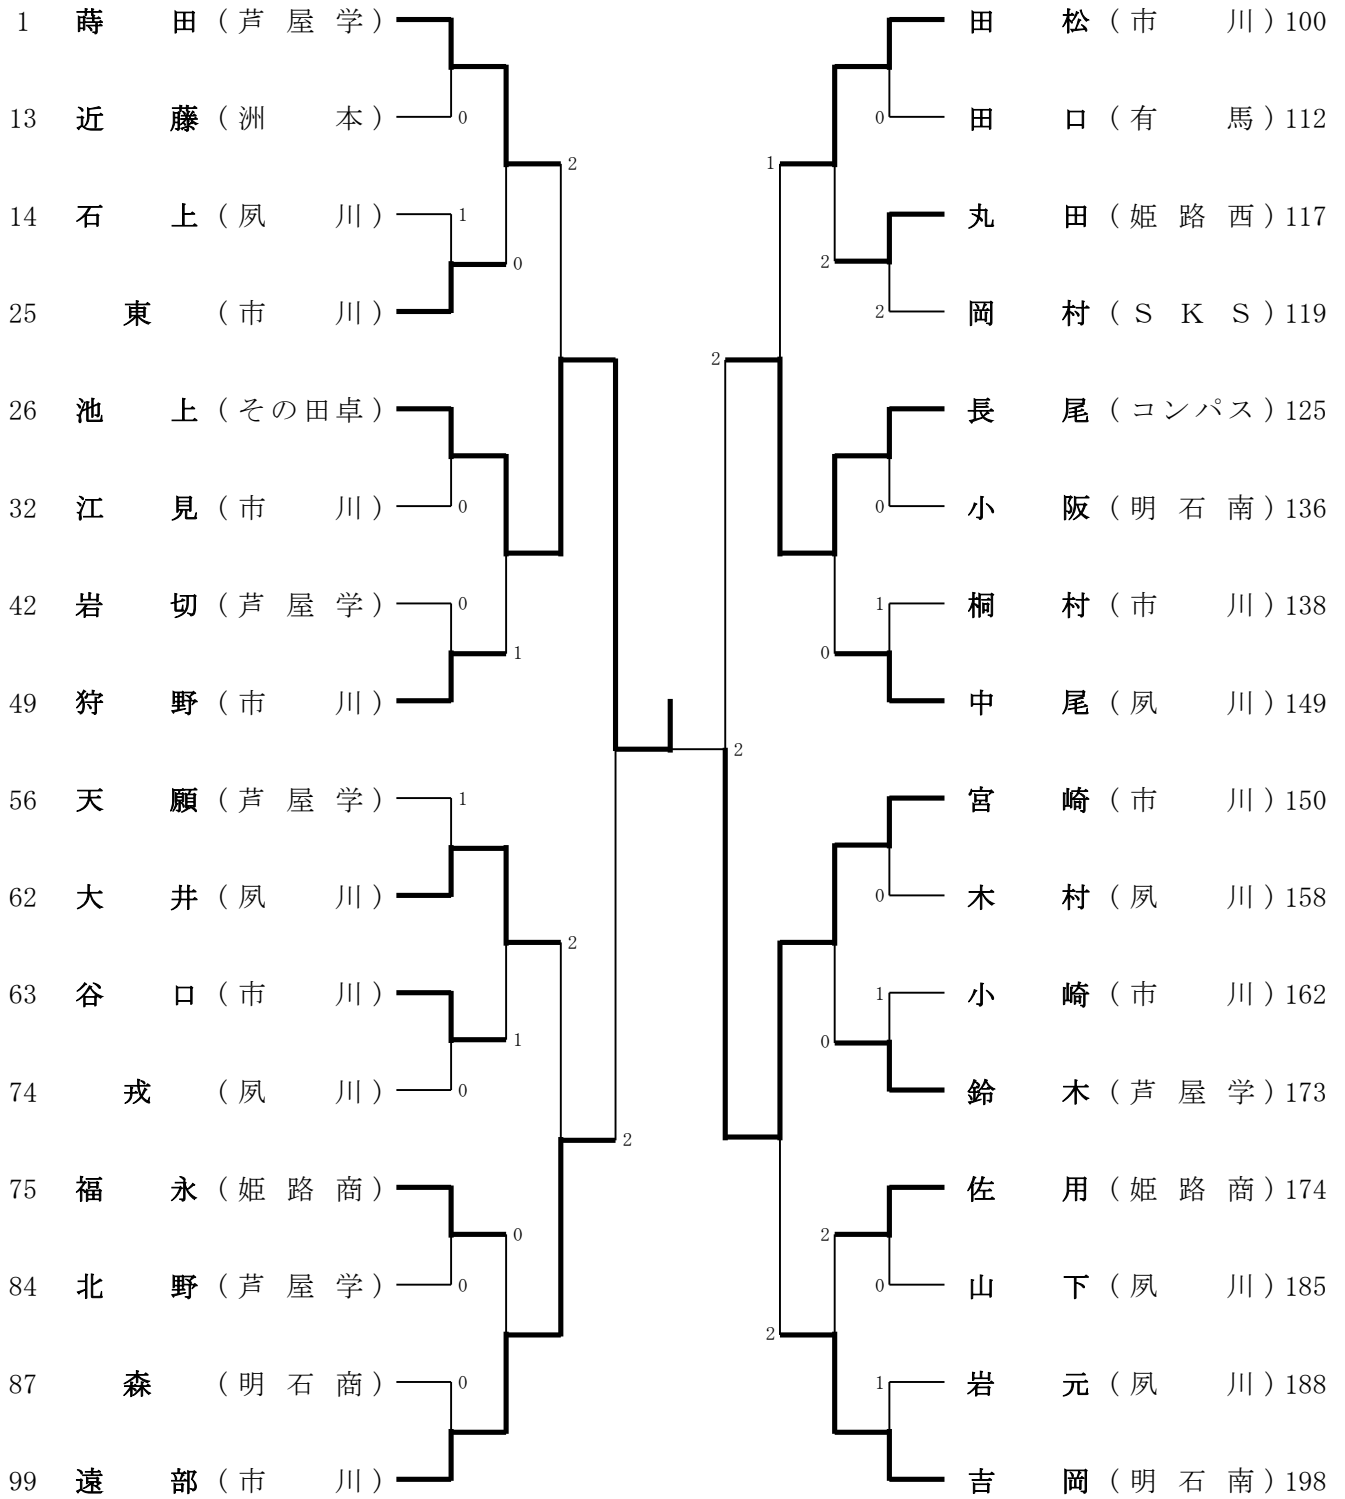 1 蒔田(芦屋学) 田松(市川)100
13 近藤(洲本) 0 0 田口(有馬)112
2 1
14 石上(夙川) 1 丸田(姫路西)117
0 2
25 東(市川) 2 岡村(SKS)119
2
26 池上(その田卓) 長尾(コンパス)125
32 江見(市川) 0 0 小阪(明石南)136
42 岩切(芦屋学) 0 1 桐村(市川)138
1 0
49 狩野(市川) 中尾(夙川)149
2
56 天願(芦屋学) 1 宮崎(市川)150
62 大井(夙川) 0 木村(夙川)158
2
63 谷口(市川) 1 小崎(市川)162
1 0
74 戎(夙川) 0 鈴木(芦屋学)173
2
75 福永(姫路商) 佐用(姫路商)174
0 2
84 北野(芦屋学) 0 0 山下(夙川)185
2
87 森(明石商) 0 1 岩元(夙川)188
99 遠部(市川) 吉岡(明石南)198